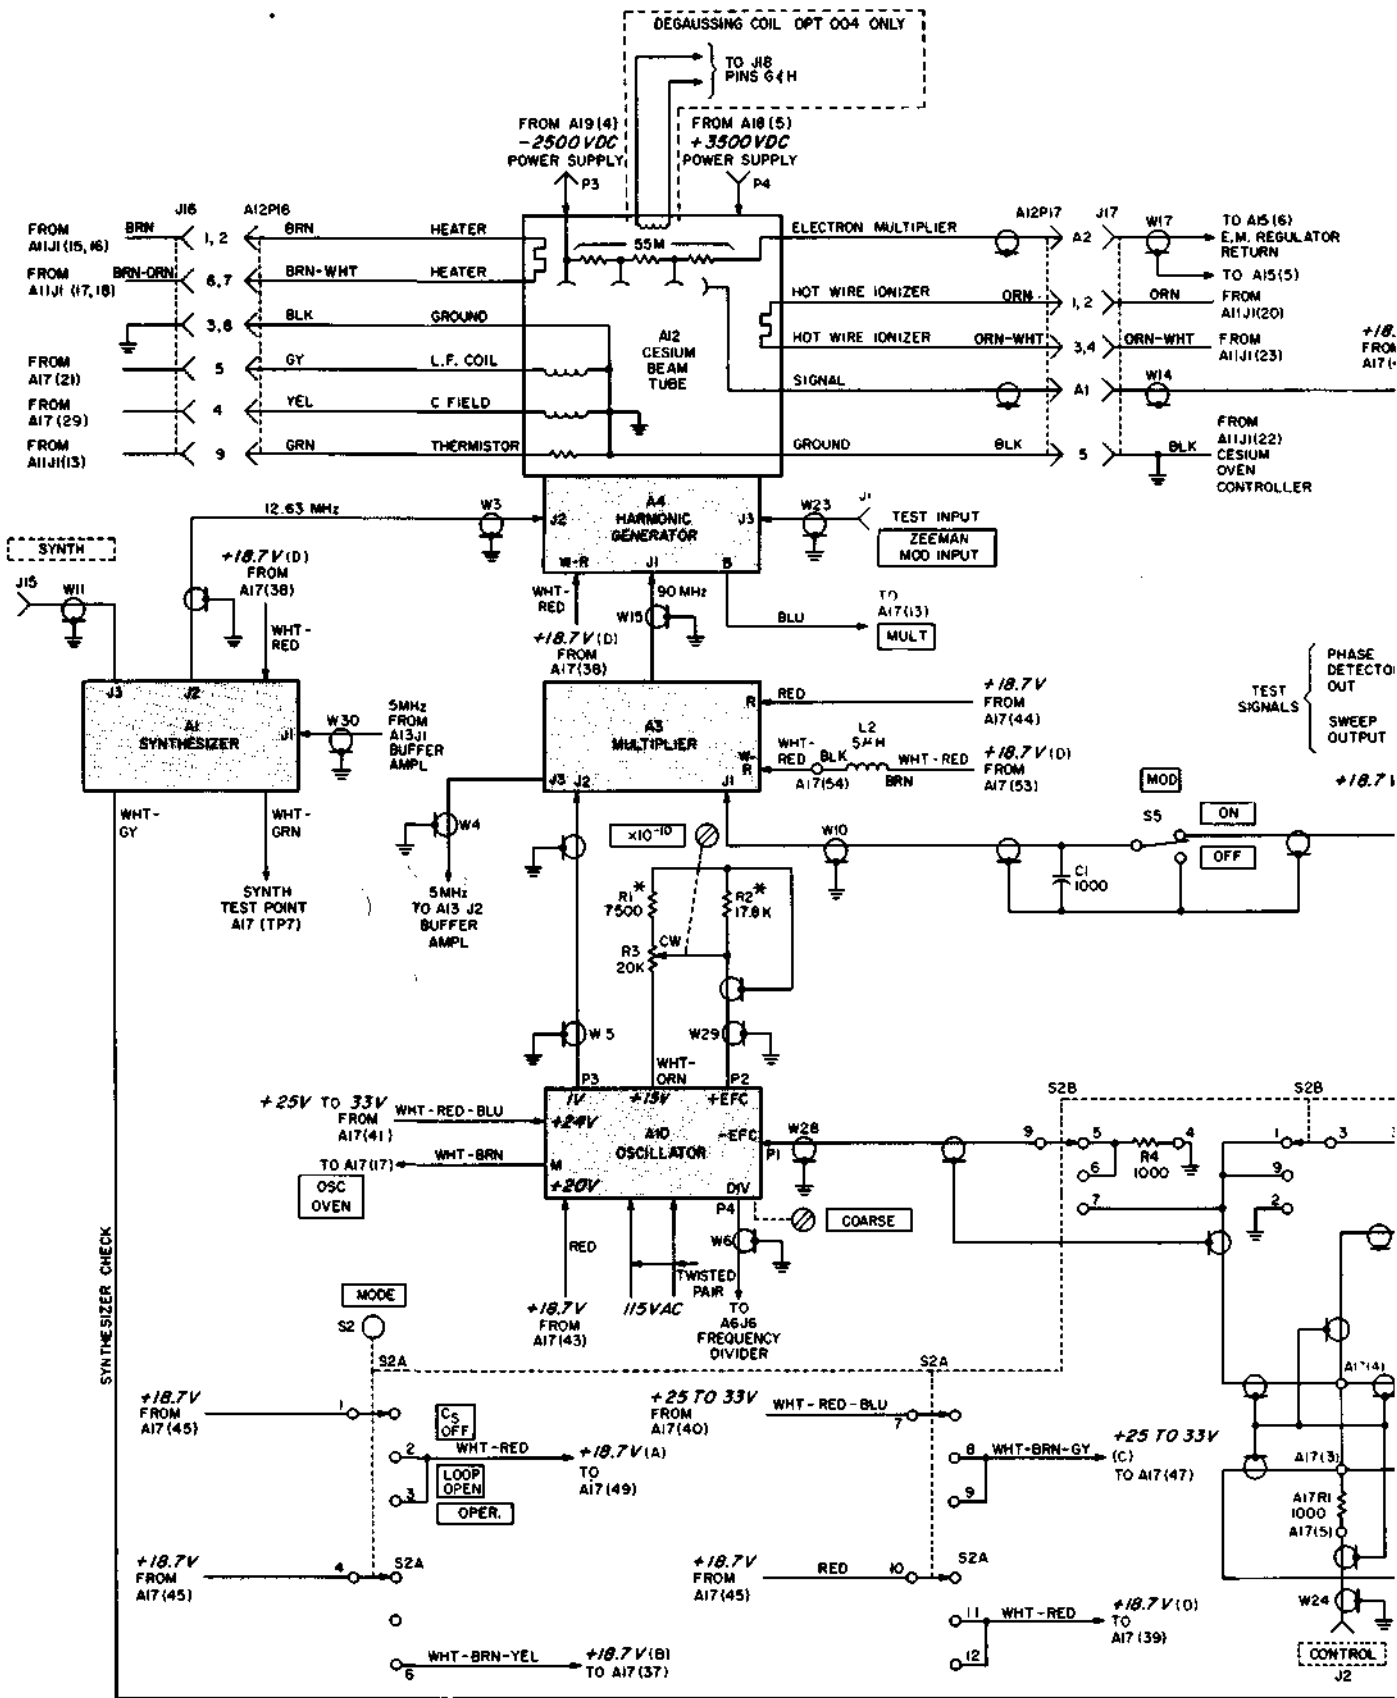 DEGAUSSING COIL OPT 004 ONLY
TO J18
PINS G&H
FROM A19(4)
-2500VDC
POWER SUPPLY
P3
FROM A18(5)
+3500VDC
POWER SUPPLY
P4
J16
A12P16
FROM
A11J1(15,16)
BRN
1, 2
BRN
HEATER
FROM
A11J1(17,18)
BRN-ORN
6,7
BRN-WHT
HEATER
3,8
BLK
GROUND
FROM
A17(21)
5
GY
L.F. COIL
FROM
A17(29)
4
YEL
C FIELD
FROM
A11J1(13)
9
GRN
THERMISTOR
55M
A12
CESIUM
BEAM
TUBE
A12P17
J17
W17
ELECTRON MULTIPLIER
A2
TO A15(6)
E.M. REGULATOR
RETURN
TO A15(5)
HOT WIRE IONIZER
ORN
1, 2
ORN
FROM
A11J1(20)
HOT WIRE IONIZER
ORN-WHT
3,4
ORN-WHT
FROM
A11J1(23)
SIGNAL
A1
W14
GROUND
BLK
5
BLK
FROM
A11J1(22)
CESIUM
OVEN
CONTROLLER
+18.
FROM
A17(
12.63 MHz
W3
J2
A4
HARMONIC
GENERATOR
J3
W-R
J1
B
W23
J1
TEST INPUT
ZEEMAN
MOD INPUT
SYNTH
J15
W11
+18.7V(D)
FROM
A17(38)
WHT-
RED
WHT-
RED
+18.7V(D)
FROM
A17(38)
90 MHz
W15
BLU
TO
A17(13)
MULT
J3
J2
A1
SYNTHESIZER
J1
W30
5MHz
FROM
A13J1
BUFFER
AMPL
A3
MULTIPLIER
R
W-
R
J3
J2
J1
RED
+18.7V
FROM
A17(44)
WHT-
RED
BLK
L2
5μH
WHT-RED
BRN
A17(54)
+18.7V(D)
FROM
A17(53)
TEST
SIGNALS
PHASE
DETECTO
OUT
SWEEP
OUTPUT
+18.7V
WHT-
GY
WHT-
GRN
SYNTH
TEST POINT
A17 (TP7)
W4
5MHz
TO A13 J2
BUFFER
AMPL
X10-10
W10
C1
1000
MOD
S5
ON
OFF
R1*
7500
R2*
17.8K
R3
20K
CW
W5
W29
P3
WHT-
ORN
P2
1V
+15V
+EFC
+24V
-EFC
A10
OSCILLATOR
M
+20V
DIV
P1
P4
+25V TO 33V
FROM
A17(41)
WHT-RED-BLU
TO A17(17)
WHT-BRN
OSC
OVEN
RED
+18.7V
FROM
A17(43)
115VAC
TWISTED
PAIR
W6
TO
A6J6
FREQUENCY
DIVIDER
COARSE
W28
S2B
S2B
9
5
R4
1000
4
6
7
1
3
9
2
SYNTHESIZER CHECK
MODE
S2
S2A
S2A
+18.7V
FROM
A17(45)
1
CS
OFF
2
WHT-RED
+18.7V(A)
TO
A17(49)
LOOP
OPEN
3
OPER.
+25 TO 33V
FROM
A17(40)
WHT-RED-BLU
7
8
WHT-BRN-GY
+25 TO 33V
(C)
TO A17(47)
9
A17(4)
A17(3)
A17R1
1000
A17(5)
+18.7V
FROM
A17(45)
4
S2A
6
WHT-BRN-YEL
+18.7V(B)
TO A17(37)
+18.7V
FROM
A17(45)
RED
10
S2A
11
WHT-RED
+18.7V(D)
TO
A17(39)
12
W24
CONTROL
J2